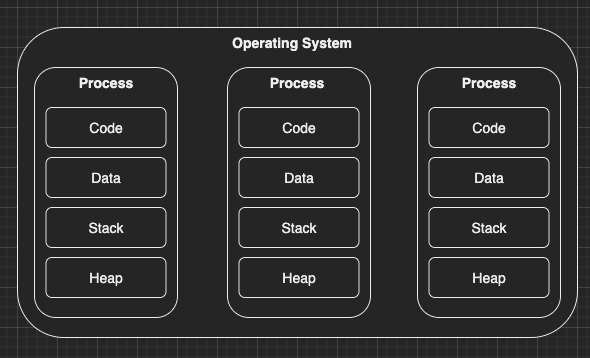 Operating System
Process
Code
Data
Stack
Heap
Process
Code
Data
Stack
Heap
Process
Code
Data
Stack
Heap